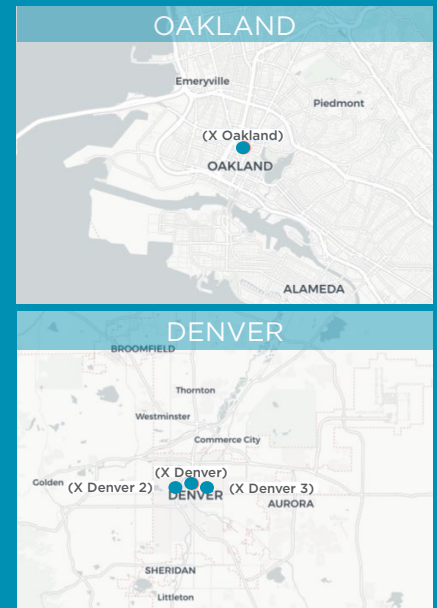 OAKLAND
Emeryville
Piedmont
(X Oakland)
OAKLAND
ALAMEDA
DENVER
BROOMFIELD
Thornton
Westminster
Commerce City
(X Denver)
Golden
(X Denver 2)
DENVER
(X Denver 3)
AURORA
SHERIDAN
Littleton